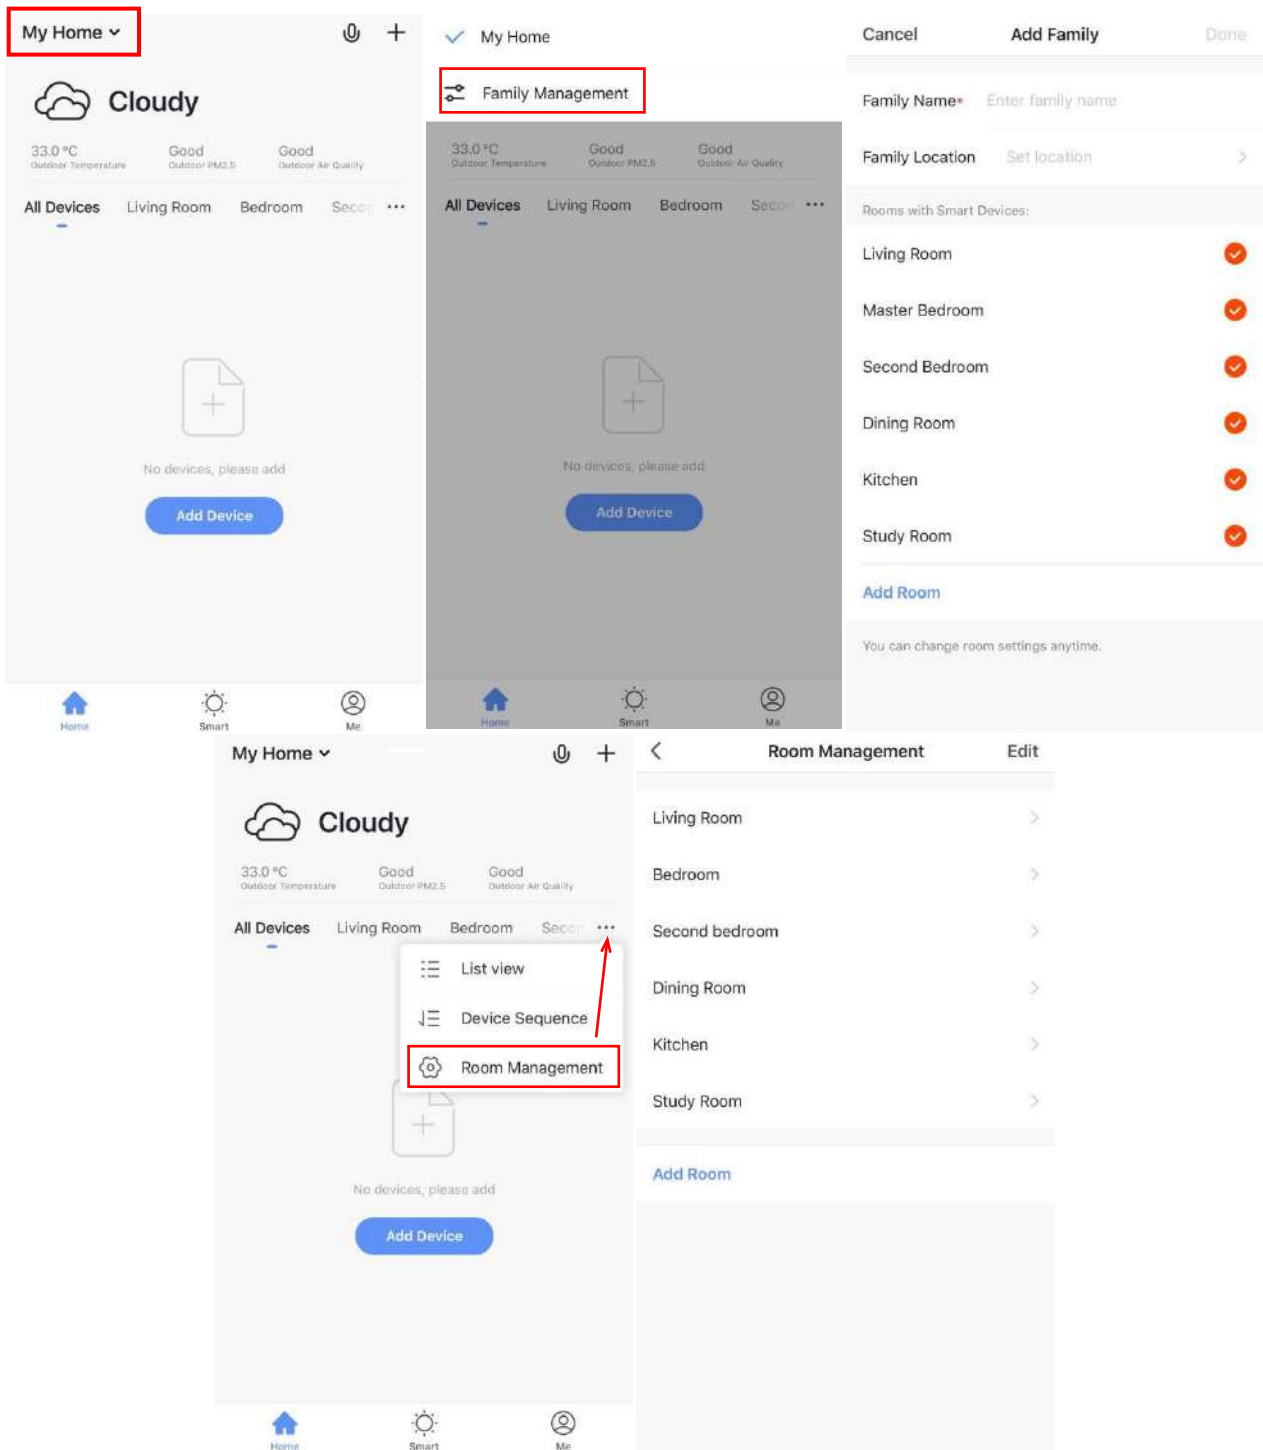 My Home
Cloudy
33.0 °C Good Good
Outdoor Temperature Outdoor PM2.5 Outdoor Air Quality
All Devices Living Room Bedroom Secon ···
No devices, please add
Add Device
Home Smart Me
My Home
Family Management
33.0 °C Good Good
Outdoor Temperature Outdoor PM2.5 Outdoor Air Quality
All Devices Living Room Bedroom Secon ···
No devices, please add
Add Device
Home Smart Me
Cancel Add Family Done
Family Name* Enter family name
Family Location Set location
Rooms with Smart Devices:
Living Room
Master Bedroom
Second Bedroom
Dining Room
Kitchen
Study Room
Add Room
You can change room settings anytime.
My Home
Cloudy
33.0 °C Good Good
Outdoor Temperature Outdoor PM2.5 Outdoor Air Quality
All Devices Living Room Bedroom Secon ···
List view
Device Sequence
Room Management
No devices, please add
Add Device
Home Smart Me
Room Management Edit
Living Room
Bedroom
Second bedroom
Dining Room
Kitchen
Study Room
Add Room